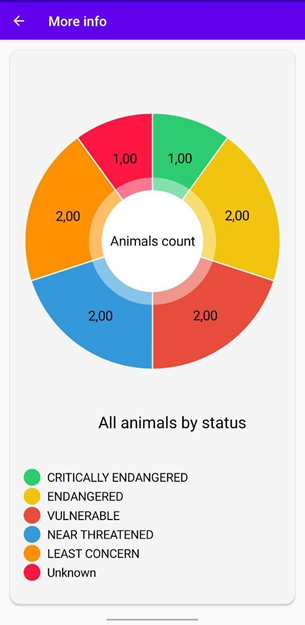 More info
1,00
1,00
2,00
2,00
Animals count
2,00
2,00
All animals by status
CRITICALLY ENDANGERED
ENDANGERED
VULNERABLE
NEAR THREATENED
LEAST CONCERN
Unknown